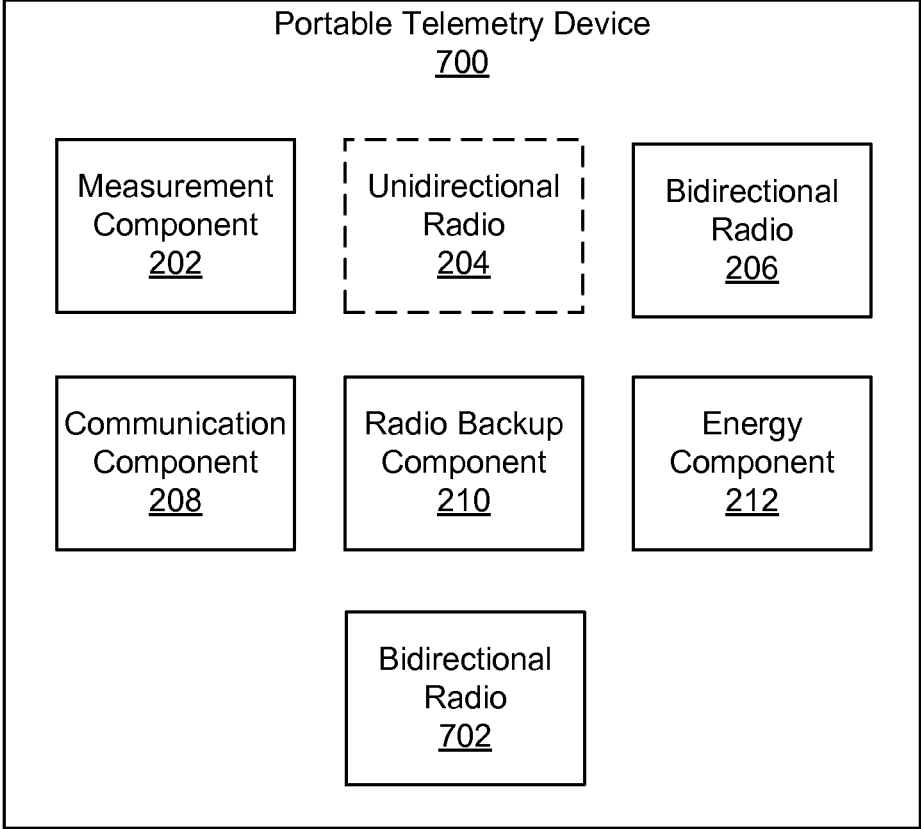 Portable Telemetry Device
700
Measurement
Component
202
Unidirectional
Radio
204
Bidirectional
Radio
206
Communication
Component
208
Radio Backup
Component
210
Energy
Component
212
Bidirectional
Radio
702